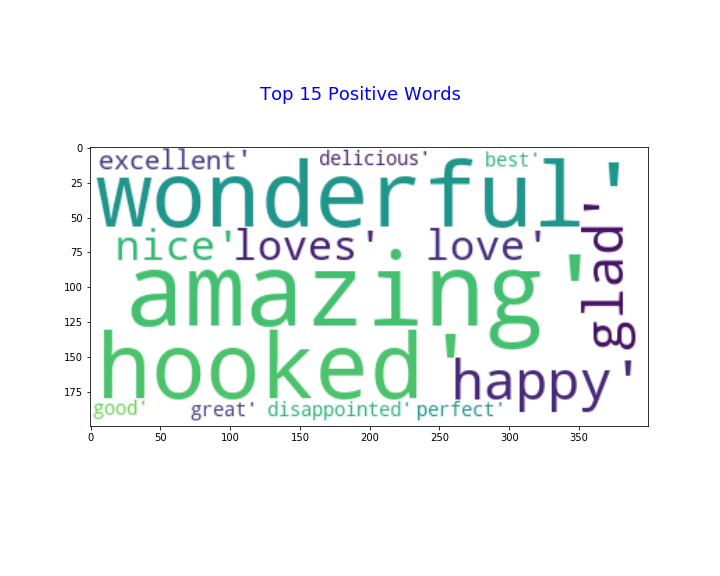 Top 15 Positive Words
0
25
50
75
100
125
150
175
excellent' delicious' best'
wonderful'
nice' loves' love'
glad'
amazing'
hooked'
happy'
good' great' disappointed' perfect'
0 50 100 150 200 250 300 350